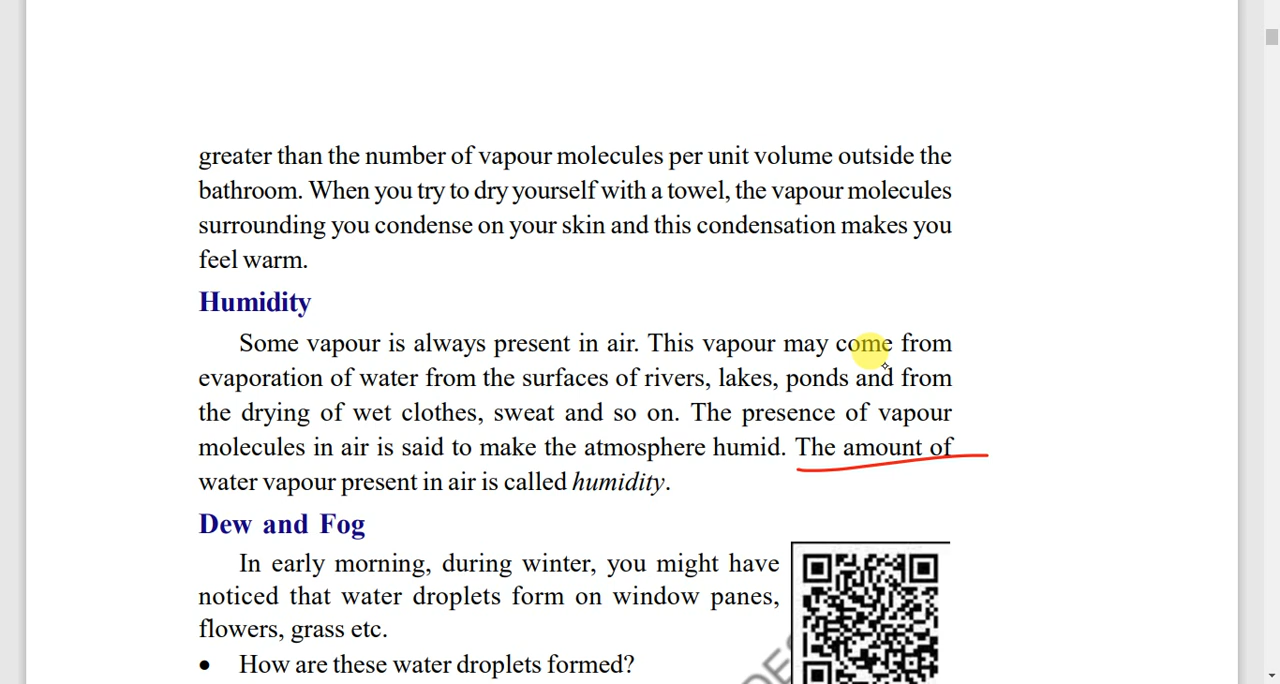 greater than the number of vapour molecules per unit volume outside the
bathroom. When you try to dry yourself with a towel, the vapour molecules
surrounding you condense on your skin and this condensation makes you
feel warm.
Humidity
Some vapour is always present in air. This vapour may come from
evaporation of water from the surfaces of rivers, lakes, ponds and from
the drying of wet clothes, sweat and so on. The presence of vapour
molecules in air is said to make the atmosphere humid. The amount of
water vapour present in air is called humidity.
Dew and Fog
In early morning, during winter, you might have
noticed that water droplets form on window panes,
flowers, grass etc.
• How are these water droplets formed?